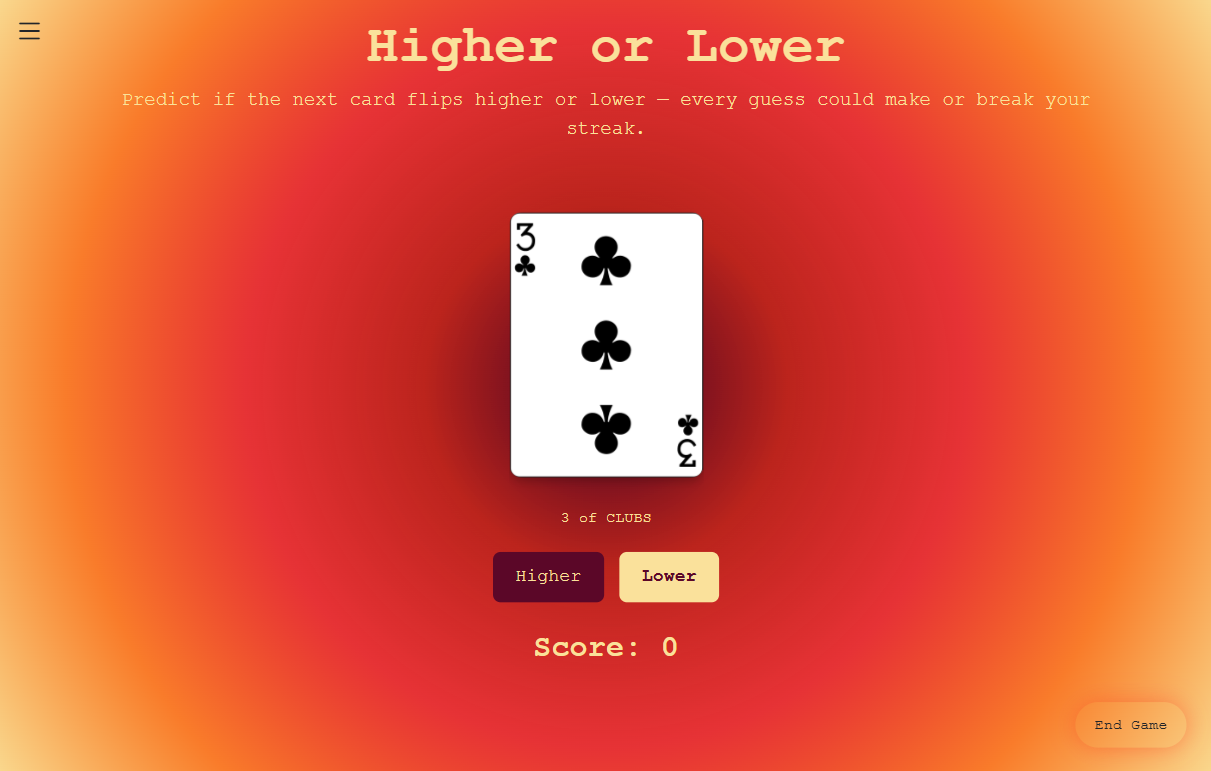 Higher or Lower
Predict if the next card flips higher or lower — every guess could make or break your
streak.
3
3
3 of CLUBS
Higher
Lower
Score: 0
End Game